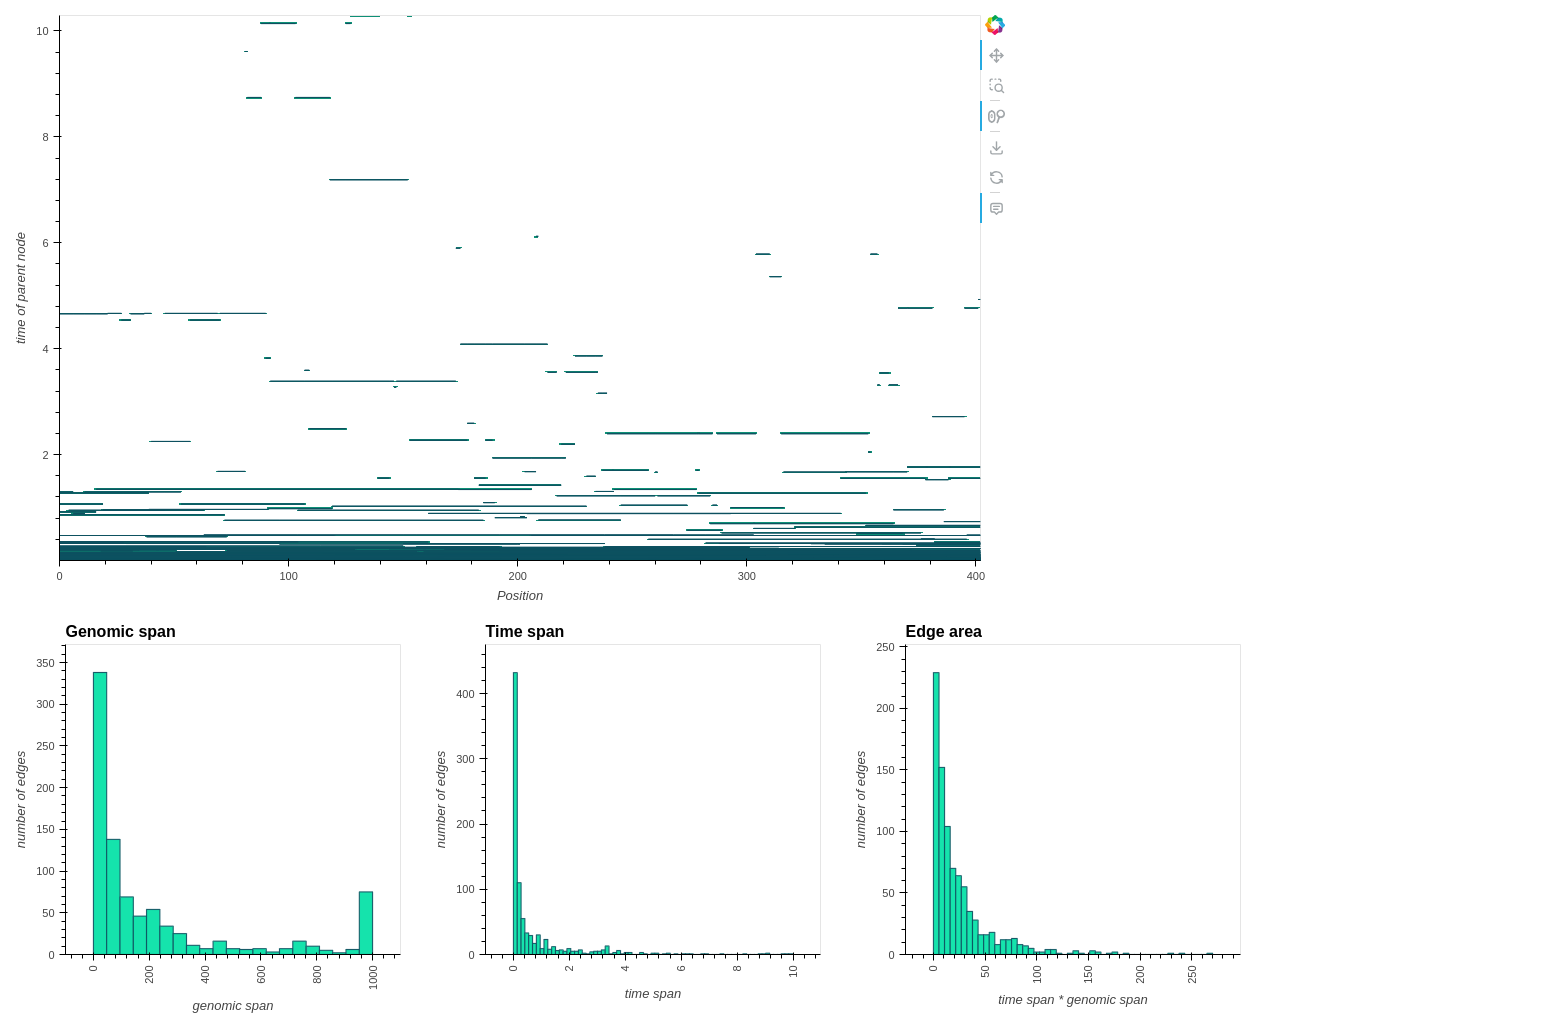 10
8
6
4
2
time of parent node
0 100 200 300 400
Position
Genomic span
350
300
250
200
150
100
50
0
number of edges
0 200 400 600 800 1000
genomic span
Time span
400
300
200
100
0
number of edges
0 2 4 6 8 10
time span
Edge area
250
200
150
100
50
0
number of edges
0 50 100 150 200 250
time span * genomic span